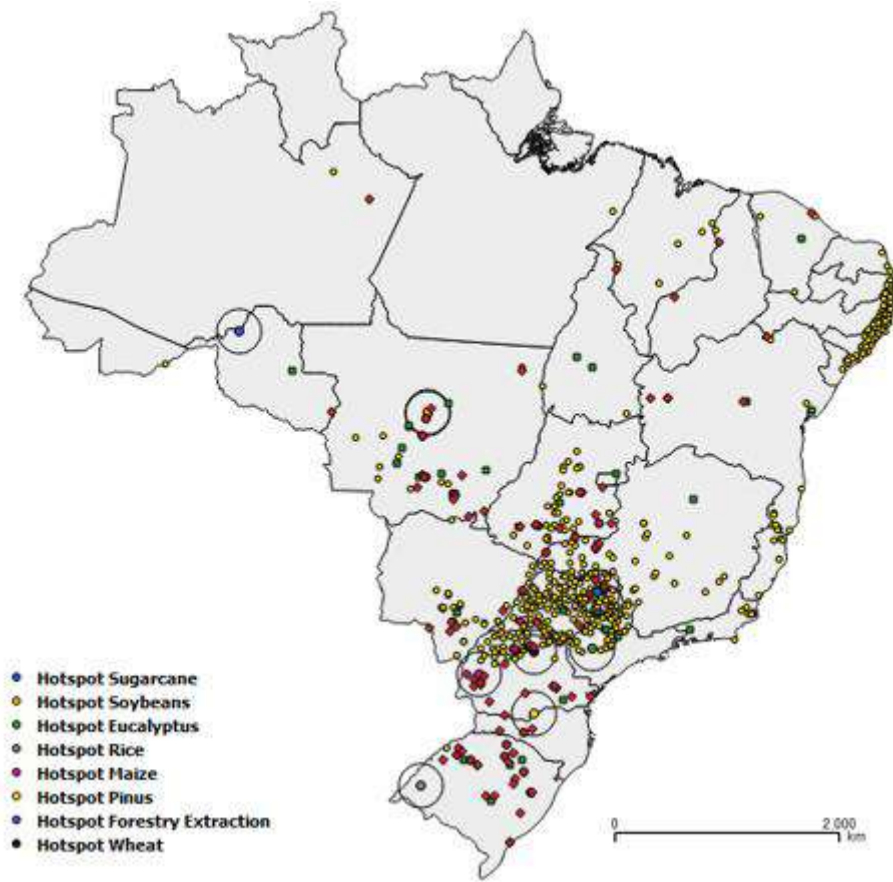 Hotspot Sugarcane
Hotspot Soybeans
Hotspot Eucalyptus
Hotspot Rice
Hotspot Maize
Hotspot Pinus
Hotspot Forestry Extraction
Hotspot Wheat
0 2 000
km